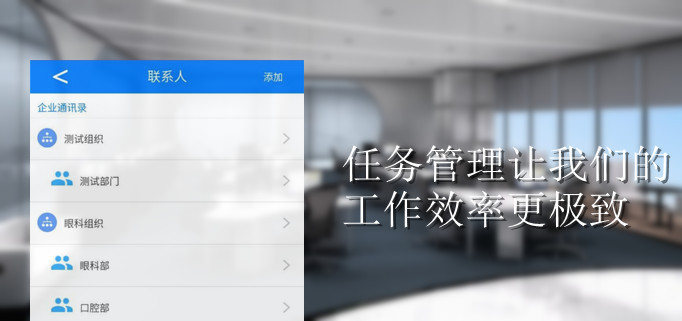 <
联系人
添加
企业通讯录
测试组织
测试部门
眼科组织
眼科部
口腔部
任务管理让我们的
工作效率更极致